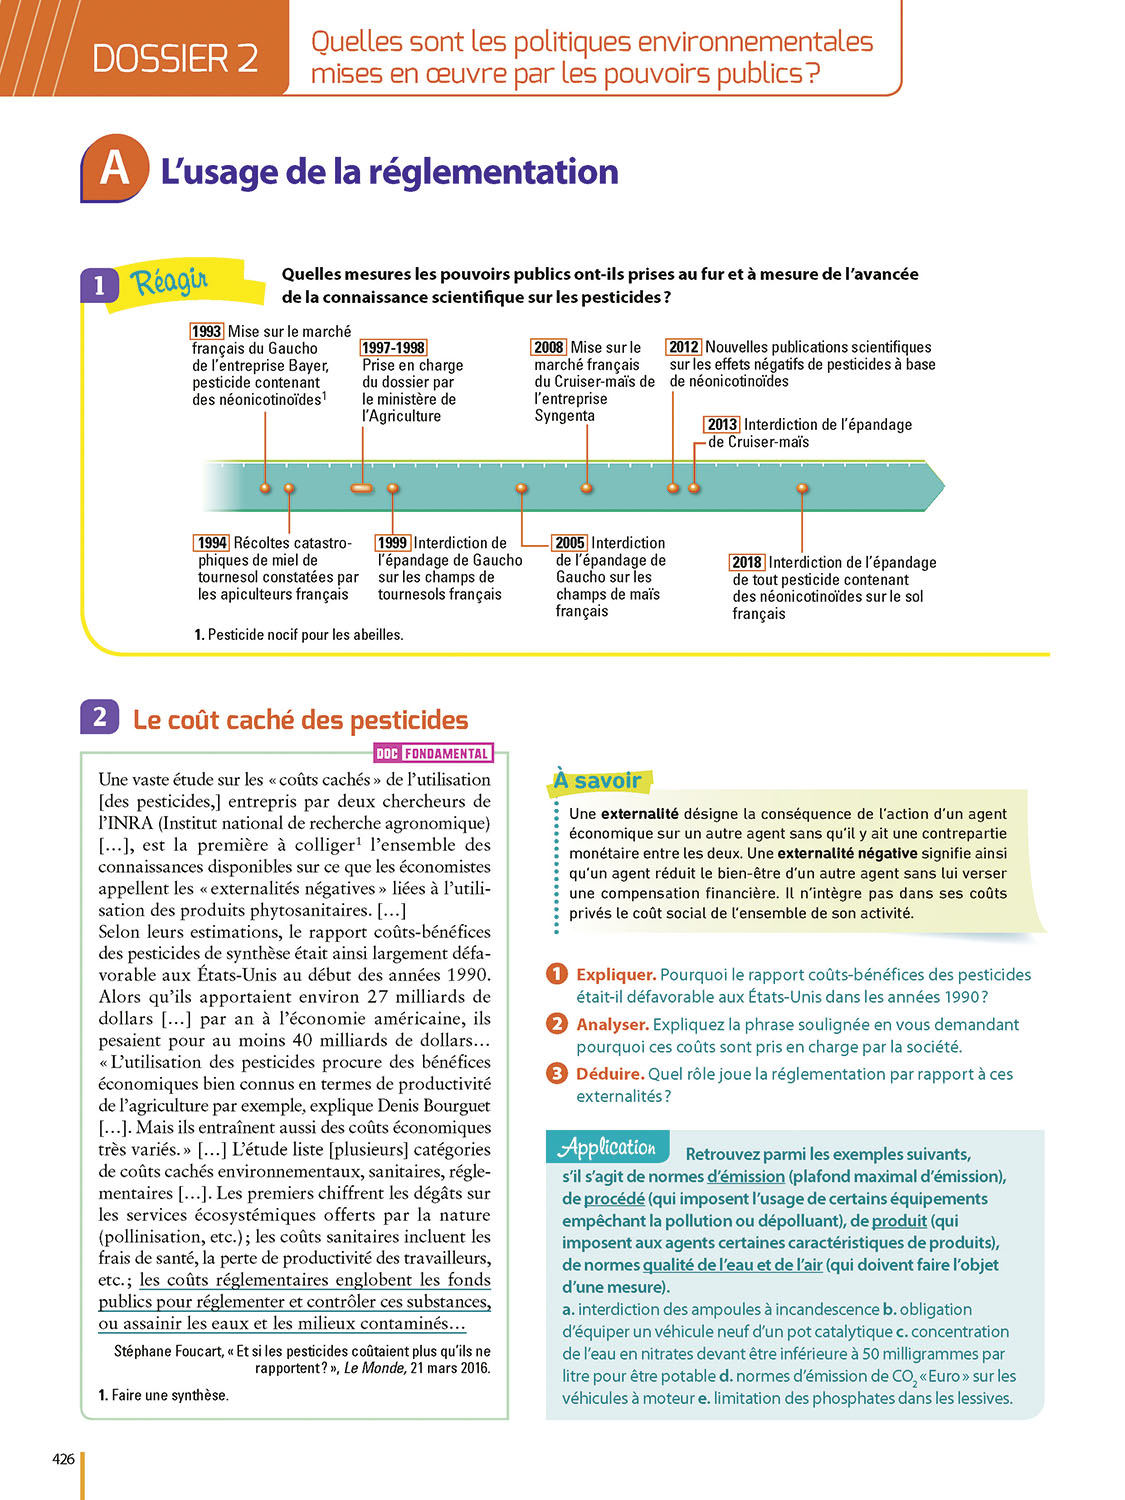 DOSSIER 2
Quelles sont les politiques environnementales
mises en œuvre par les pouvoirs publics ?
A
L’usage de la réglementation
1 Réagir
Quelles mesures les pouvoirs publics ont-ils prises au fur et à mesure de l’avancée
de la connaissance scientifique sur les pesticides ?
1993 Mise sur le marché
français du Gaucho
de l’entreprise Bayer,
pesticide contenant
des néonicotinoïdes¹
1997-1998
Prise en charge
du dossier par
le ministère de
l’Agriculture
2008 Mise sur le
marché français
du Cruiser-maïs de
l’entreprise
Syngenta
2012 Nouvelles publications scientifiques
sur les effets négatifs de pesticides à base
de néonicotinoïdes
2013 Interdiction de l’épandage
de Cruiser-maïs
1994 Récoltes catastro-
phiques de miel de
tournesol constatées par
les apiculteurs français
1999 Interdiction de
l’épandage de Gaucho
sur les champs de
tournesols français
2005 Interdiction
de l’épandage de
Gaucho sur les
champs de maïs
français
2018 Interdiction de l’épandage
de tout pesticide contenant
des néonicotinoïdes sur le sol
français
1. Pesticide nocif pour les abeilles.
2 Le coût caché des pesticides
DOC FONDAMENTAL
Une vaste étude sur les « coûts cachés » de l’utilisation
[des pesticides,] entrepris par deux chercheurs de
l’INRA (Institut national de recherche agronomique)
[…], est la première à colliger¹ l’ensemble des
connaissances disponibles sur ce que les économistes
appellent les « externalités négatives » liées à l’utili-
sation des produits phytosanitaires. […]
Selon leurs estimations, le rapport coûts-bénéfices
des pesticides de synthèse était ainsi largement défa-
vorable aux États-Unis au début des années 1990.
Alors qu’ils apportaient environ 27 milliards de
dollars […] par an à l’économie américaine, ils
pesaient pour au moins 40 milliards de dollars…
« L’utilisation des pesticides procure des bénéfices
économiques bien connus en termes de productivité
de l’agriculture par exemple, explique Denis Bourguet
[…]. Mais ils entraînent aussi des coûts économiques
très variés. » […] L’étude liste [plusieurs] catégories
de coûts cachés environnementaux, sanitaires, régle-
mentaires […]. Les premiers chiffrent les dégâts sur
les services écosystémiques offerts par la nature
(pollinisation, etc.) ; les coûts sanitaires incluent les
frais de santé, la perte de productivité des travailleurs,
etc. ; les coûts réglementaires englobent les fonds
publics pour réglementer et contrôler ces substances,
ou assainir les eaux et les milieux contaminés…
Stéphane Foucart, « Et si les pesticides coûtaient plus qu’ils ne
rapportent ? », Le Monde, 21 mars 2016.
1. Faire une synthèse.
À savoir
Une externalité désigne la conséquence de l’action d’un agent
économique sur un autre agent sans qu’il y ait une contrepartie
monétaire entre les deux. Une externalité négative signifie ainsi
qu’un agent réduit le bien-être d’un autre agent sans lui verser
une compensation financière. Il n’intègre pas dans ses coûts
privés le coût social de l’ensemble de son activité.
1 Expliquer. Pourquoi le rapport coûts-bénéfices des pesticides
était-il défavorable aux États-Unis dans les années 1990 ?
2 Analyser. Expliquez la phrase soulignée en vous demandant
pourquoi ces coûts sont pris en charge par la société.
3 Déduire. Quel rôle joue la réglementation par rapport à ces
externalités ?
Application Retrouvez parmi les exemples suivants,
s’il s’agit de normes d’émission (plafond maximal d’émission),
de procédé (qui imposent l’usage de certains équipements
empêchant la pollution ou dépolluant), de produit (qui
imposent aux agents certaines caractéristiques de produits),
de normes qualité de l’eau et de l’air (qui doivent faire l’objet
d’une mesure).
a. interdiction des ampoules à incandescence b. obligation
d’équiper un véhicule neuf d’un pot catalytique c. concentration
de l’eau en nitrates devant être inférieure à 50 milligrammes par
litre pour être potable d. normes d’émission de CO₂ « Euro » sur les
véhicules à moteur e. limitation des phosphates dans les lessives.
426